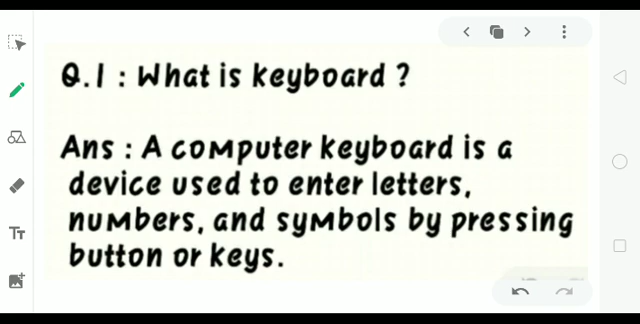 Q.1 : What is keyboard ?
Ans : A computer keyboard is a
device used to enter letters,
numbers, and symbols by pressing
button or keys.